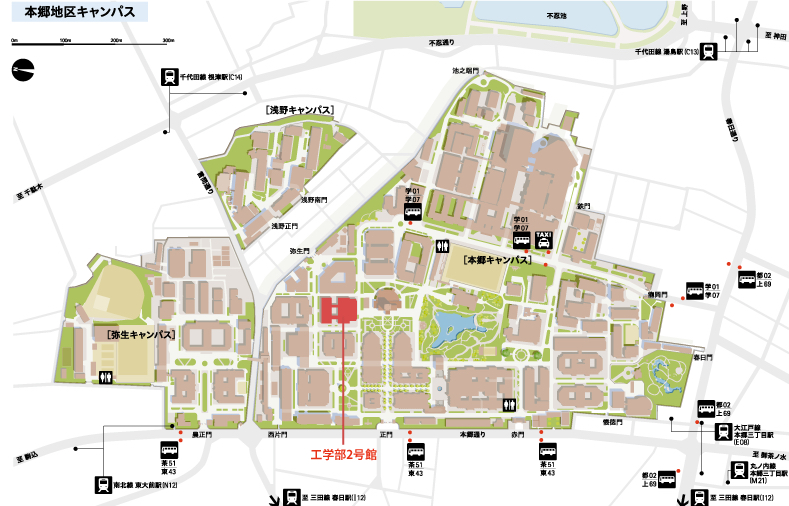 本郷地区キャンパス
0m 100m 200m 300m
不忍池
至 上野
至 神田
不忍通り
千代田線 湯島駅(C13)
池之端門
千代田線 根津駅(C14)
[浅野キャンパス]
春日通り
至 千駄木
言問通り
浅野南門
学01
学07
鉄門
浅野正門
学01
学07
TAXI
弥生門
[本郷キャンパス]
都02
上69
龍岡門
学01
学07
[弥生キャンパス]
春日門
都02
上69
大江戸線
本郷三丁目駅
(E08)
懐徳門
農正門
西片門
正門
本郷通り
赤門
工学部2号館
至 駒込
茶51
東43
茶51
東43
茶51
東43
至 御茶ノ水
丸ノ内線
本郷三丁目駅
(M21)
都02
上69
南北線 東大前駅(N12)
至 三田線 春日駅(I12)
至 三田線 春日駅(I12)